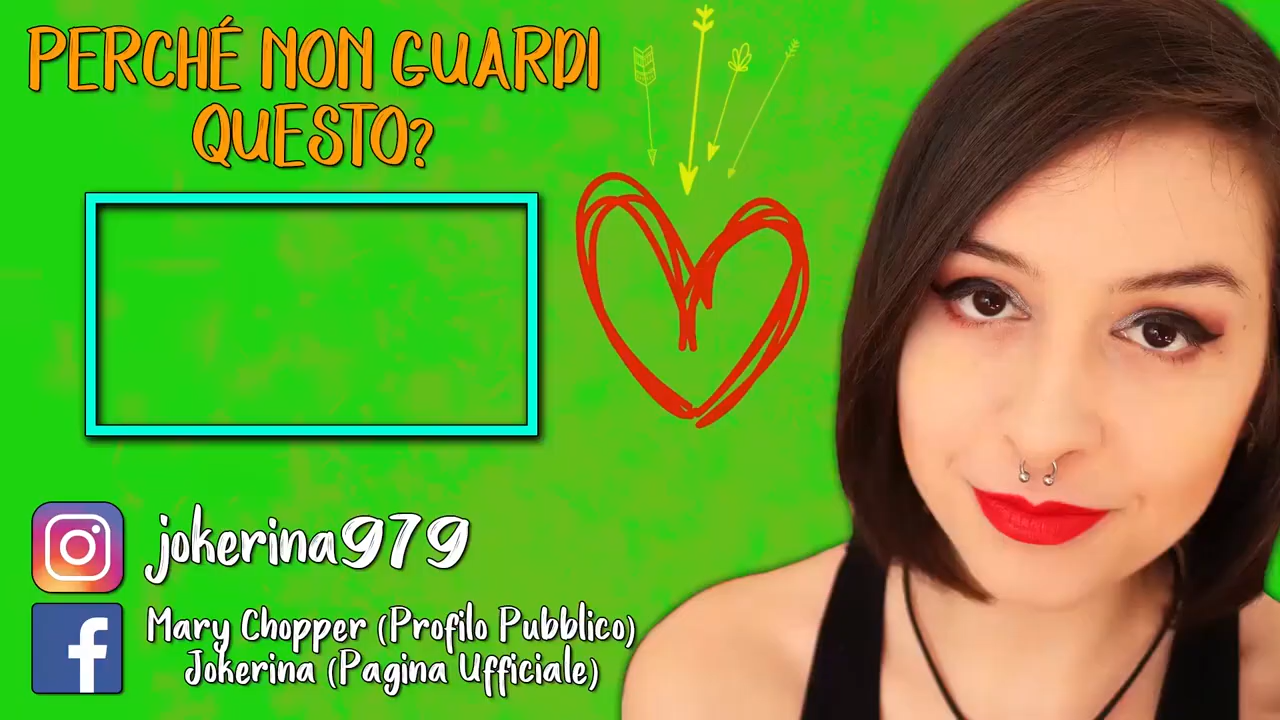 PERCHÉ NON GUARDI
QUESTO?
jokerina979
Mary Chopper (Profilo Pubblico)
Jokerina (Pagina Ufficiale)